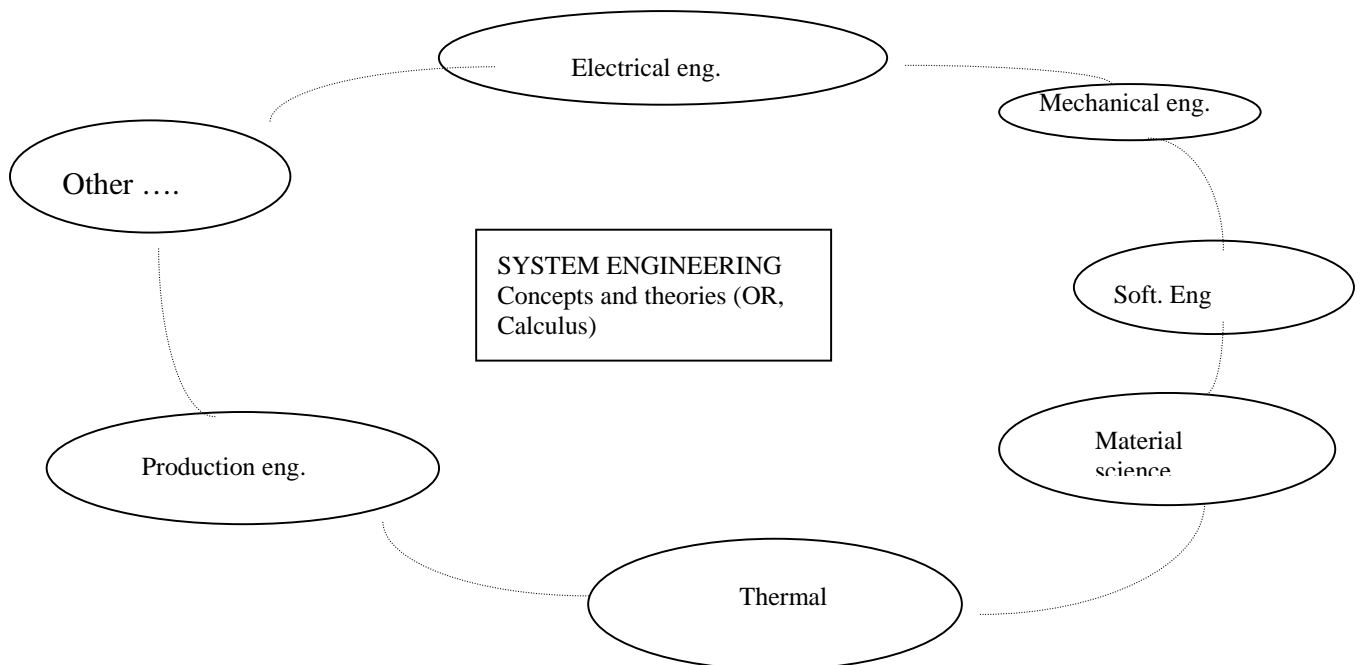 Electrical eng.
Mechanical eng.
Other ….
SYSTEM ENGINEERING
Concepts and theories (OR,
Calculus)
Soft. Eng
Material
science
Production eng.
Thermal